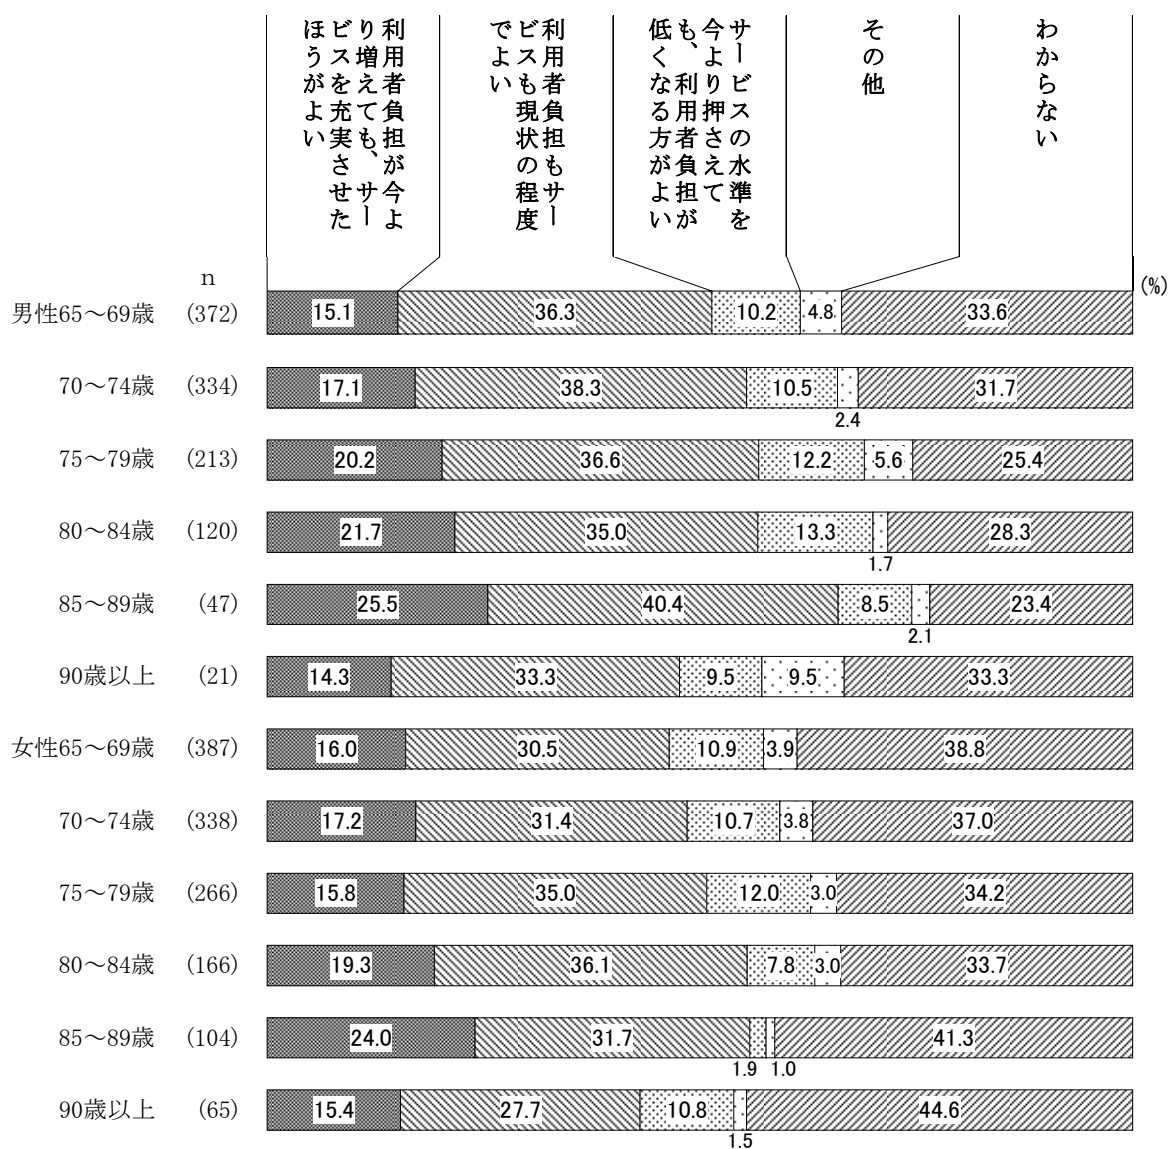 利用者負担が今よ
り増えても、サー
ビスを充実させた
ほうがよい
利用者負担もサー
ビスも現状の程度
でよい
サービスの水準を
今より押さえて
も、利用者負担が
低くなる方がよい
その他
わからない
n
(%)
男性65～69歳 (372) 15.1 36.3 10.2 4.8 33.6
70～74歳 (334) 17.1 38.3 10.5 31.7
2.4
75～79歳 (213) 20.2 36.6 12.2 5.6 25.4
80～84歳 (120) 21.7 35.0 13.3 28.3
1.7
85～89歳 (47) 25.5 40.4 8.5 23.4
2.1
90歳以上 (21) 14.3 33.3 9.5 9.5 33.3
女性65～69歳 (387) 16.0 30.5 10.9 3.9 38.8
70～74歳 (338) 17.2 31.4 10.7 3.8 37.0
75～79歳 (266) 15.8 35.0 12.0 3.0 34.2
80～84歳 (166) 19.3 36.1 7.8 3.0 33.7
85～89歳 (104) 24.0 31.7 41.3
1.9 1.0
90歳以上 (65) 15.4 27.7 10.8 44.6
1.5